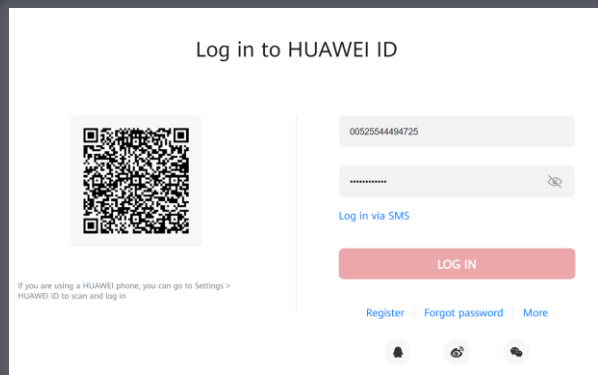 Log in to HUAWEI ID
If you are using a HUAWEI phone, you can go to Settings >
HUAWEI ID to scan and log in
00525544494725
••••••••••••
Log in via SMS
LOG IN
Register
Forgot password
More